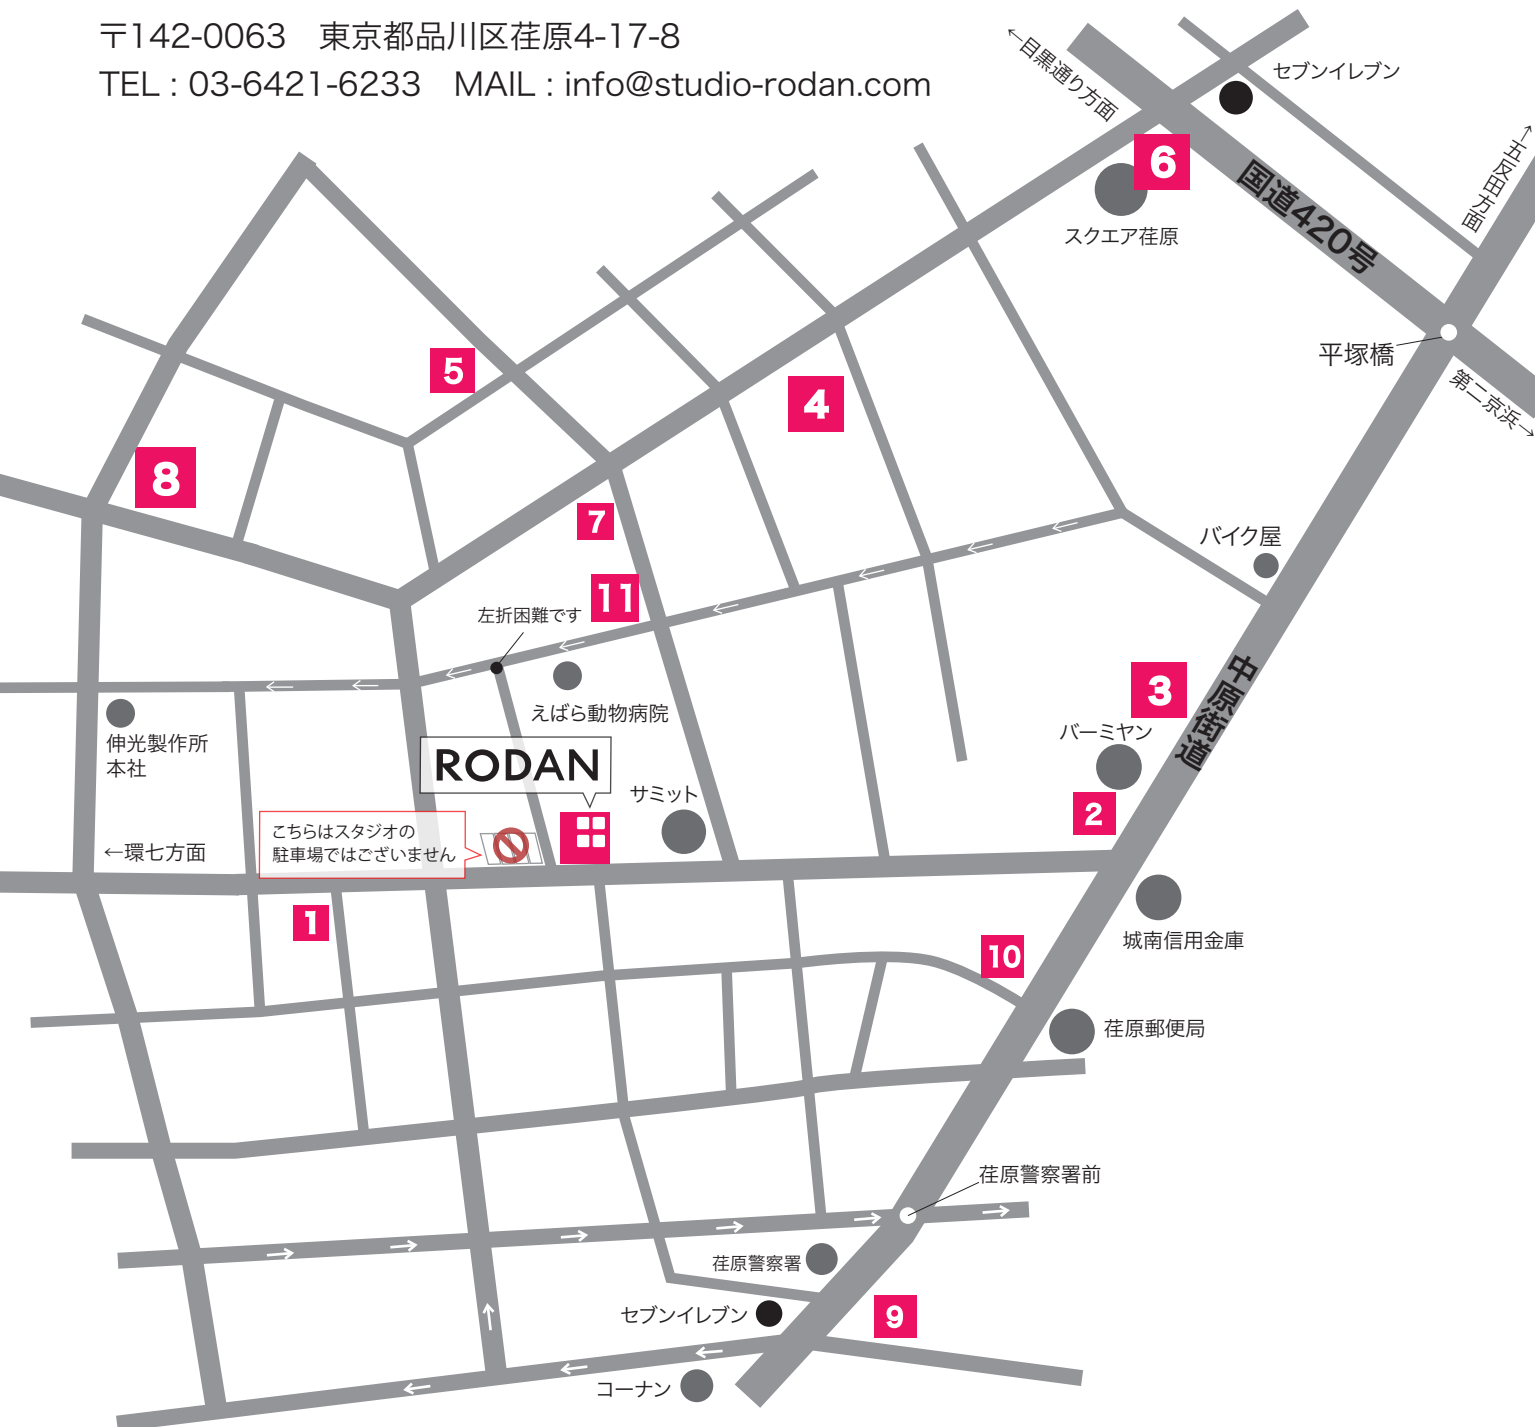 〒142-0063　東京都品川区荏原4-17-8
TEL : 03-6421-6233　MAIL : info@studio-rodan.com
←目黒通り方面
セブンイレブン
←五反田方面
6
国道420号
スクエア荏原
平塚橋
第二京浜→
5
4
8
7
バイク屋
11
左折困難です
えばら動物病院
中原街道
3
バーミヤン
伸光製作所
本社
RODAN
サミット
2
こちらはスタジオの
駐車場ではございません
←環七方面
1
城南信用金庫
10
荏原郵便局
荏原警察署前
荏原警察署
セブンイレブン
9
コーナン